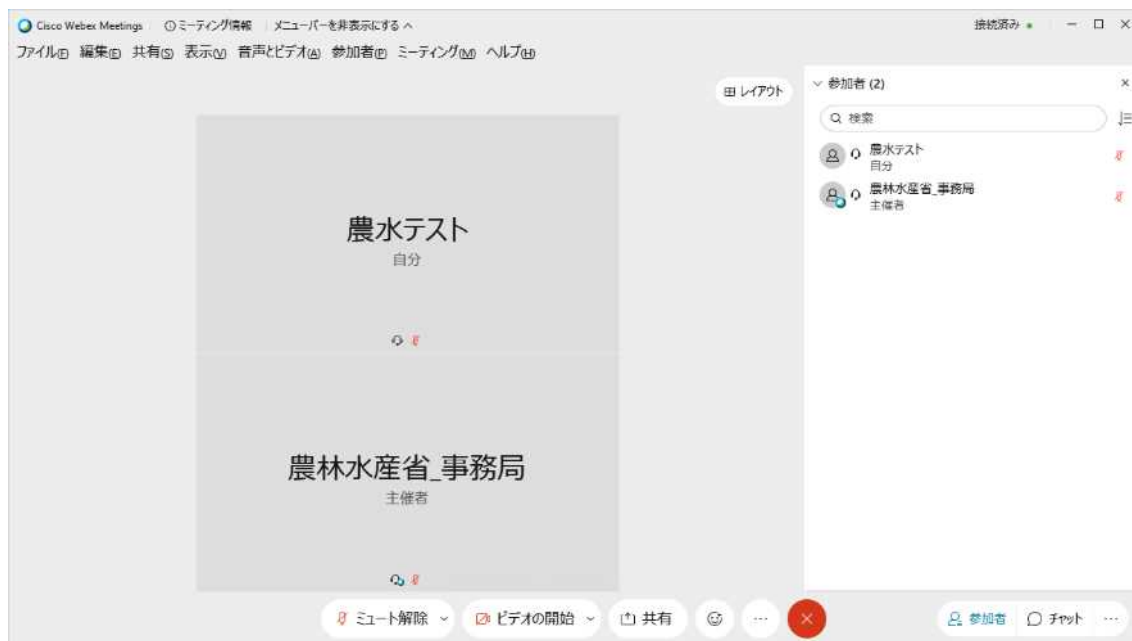 Cisco Webex Meetings ミーティング情報 メニューバーを非表示にする 接続済み
ファイル(F) 編集(E) 共有(S) 表示(V) 音声とビデオ(A) 参加者(P) ミーティング(M) ヘルプ(H)
レイアウト
農水テスト
自分
農林水産省_事務局
主催者
参加者 (2)
検索
農水テスト
自分
農林水産省_事務局
主催者
ミュート解除 ビデオの開始 共有 ... 参加者 チャット ...